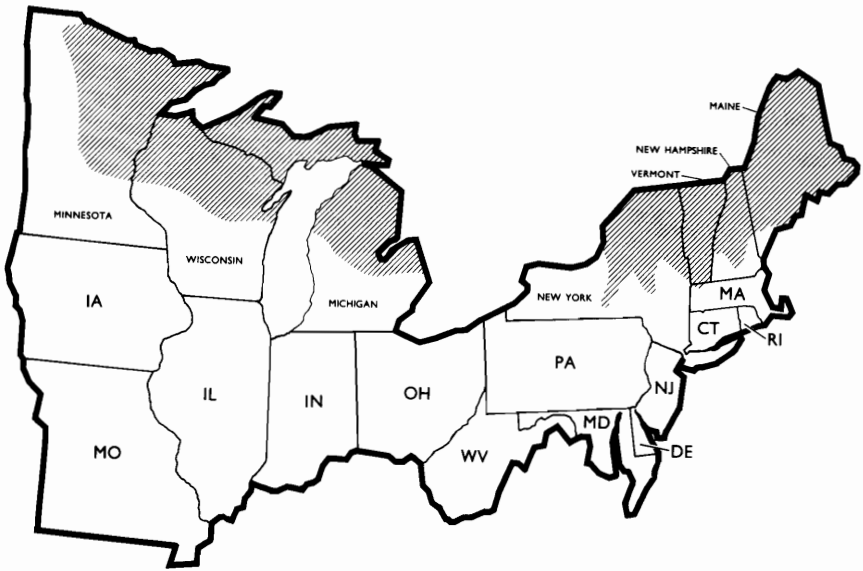 MAINE
NEW HAMPSHIRE
VERMONT
MINNESOTA
WISCONSIN
MICHIGAN
NEW YORK
MA
IA
CT
RI
PA
NJ
IL
IN
OH
MD
MO
WV
DE